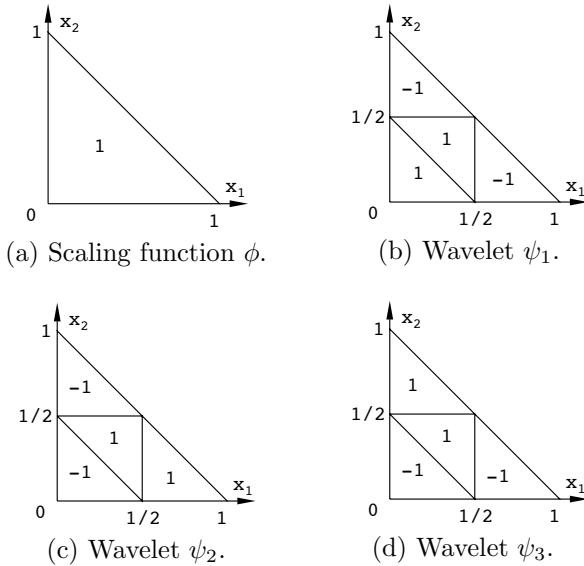 x₂
1
1
x₁
0
1
(a) Scaling function ϕ.
x₂
1
-1
1/2
1
1
-1
x₁
0
1/2
1
(b) Wavelet ψ₁.
x₂
1
-1
1/2
1
-1
1
x₁
0
1/2
1
(c) Wavelet ψ₂.
x₂
1
1
1/2
1
-1
-1
x₁
0
1/2
1
(d) Wavelet ψ₃.